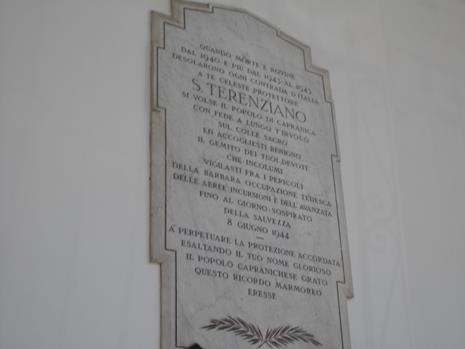 QUANDO MORTE E ROVINE
DAL 1940 E PIÙ DAL 1943 AL 1945
DESOLARONO OGNI CONTRADA D'ITALIA
A TE CELESTE PROTETTORE
S. TERENZIANO
SI VOLSE IL POPOLO DI CAPRANICA
CON FEDE A LUNGO T'INVOCÒ
SUL COLLE SACRO
ED ACCOGLIESTI BENIGNO
IL GEMITO DEI TUOI DEVOTI
CHE INCOLUMI
VIGILASTI FRA I PERICOLI
DELLA BARBARA OCCUPAZIONE TEDESCA
DELLE AEREE INCURSIONI E DELL'AVANZATA
FINO AL GIORNO SOSPIRATO
DELLA SALVEZZA
8 GIUGNO 1944
A PERPETUARE LA PROTEZIONE ACCORDATA
ESALTANDO IL TUO NOME GLORIOSO
IL POPOLO CAPRANICHESE GRATO
QUESTO RICORDO MARMOREO
ERESSE